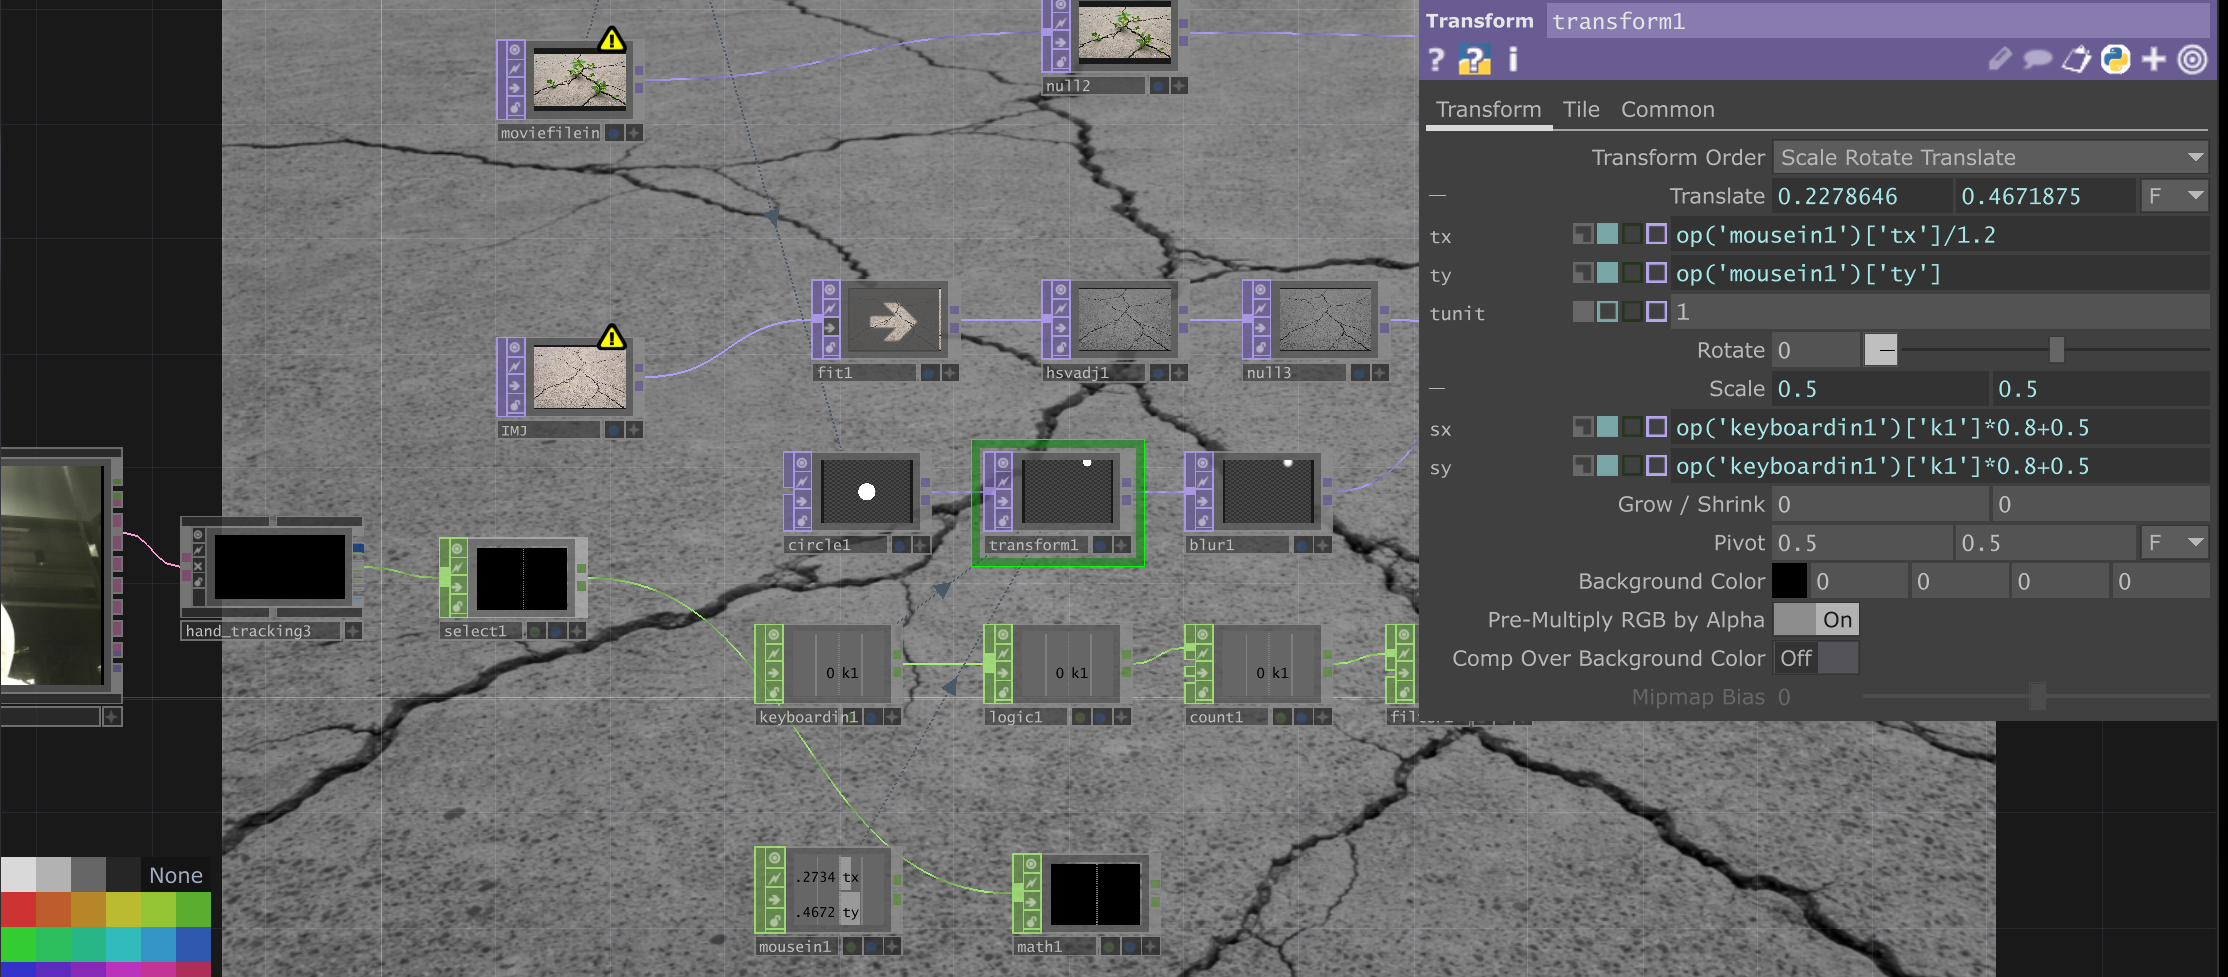 Transform transform1
? ? i
Transform Tile Common
Transform Order Scale Rotate Translate
Translate 0.2278646 0.4671875 F
tx op('mousein1')['tx']/1.2
ty op('mousein1')['ty']
tunit 1
Rotate 0
Scale 0.5 0.5
sx op('keyboardin1')['k1']*0.8+0.5
sy op('keyboardin1')['k1']*0.8+0.5
Grow / Shrink 0 0
Pivot 0.5 0.5 F
Background Color 0 0 0 0
Pre-Multiply RGB by Alpha On
Comp Over Background Color Off
Mipmap Bias 0
moviefilein
null2
IMJ
fit1
hsvadj1
null3
circle1
transform1
blur1
hand_tracking3
select1
0 k1
keyboardin1
0 k1
logic1
0 k1
count1
.2734 tx
.4672 ty
mousein1
math1
None